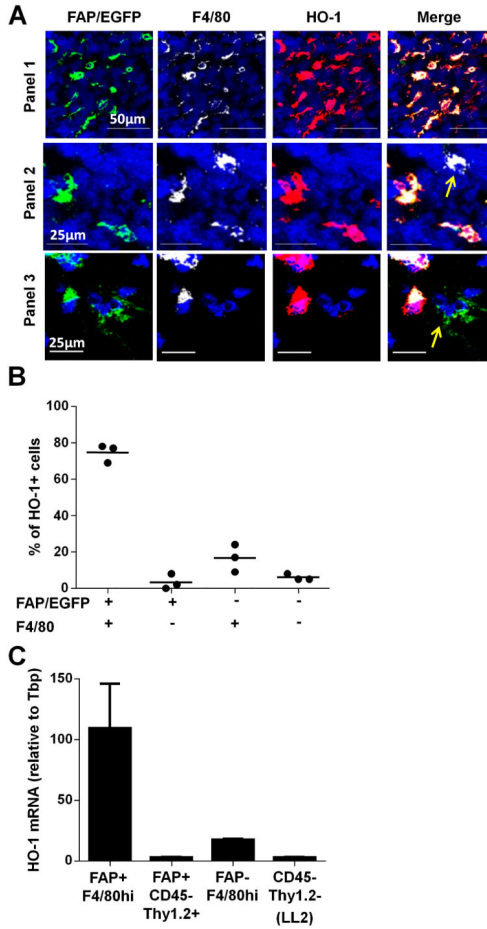 A
FAP/EGFP F4/80 HO-1 Merge
Panel 1
50µm
Panel 2
25µm
Panel 3
25µm
B
% of HO-1+ cells
100
80
60
40
20
0
FAP/EGFP + + - -
F4/80 + - + -
C
HO-1 mRNA (relative to Tbp)
150
100
50
0
FAP+ FAP+ FAP- CD45-
F4/80hi CD45- F4/80hi Thy1.2-
Thy1.2+ (LL2)